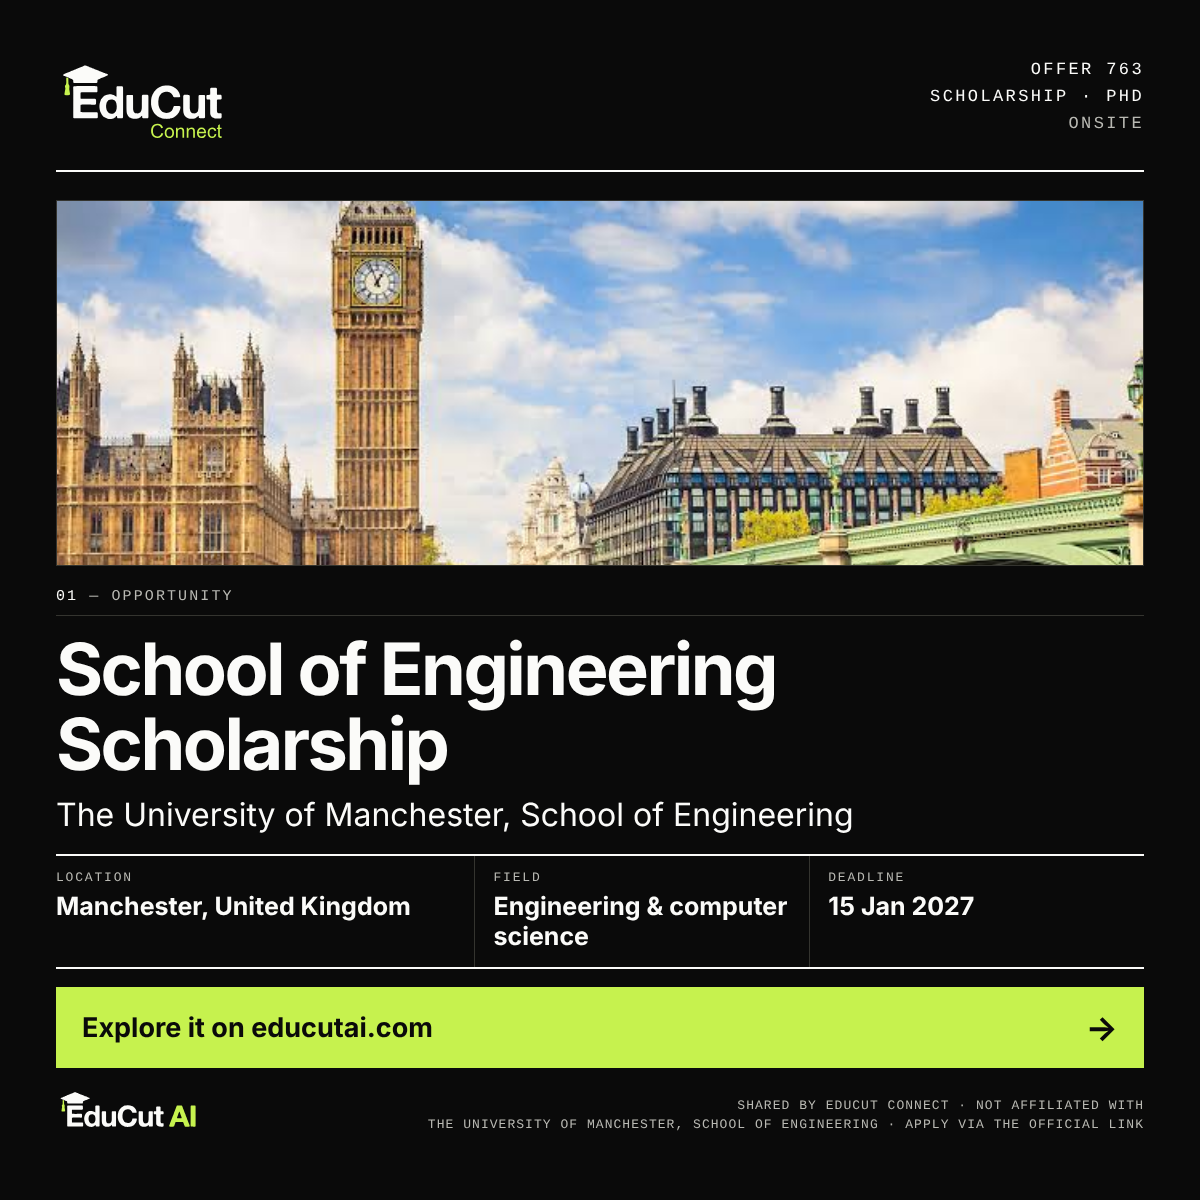 EduCut
Connect
OFFER 763
SCHOLARSHIP · PHD
ONSITE
01 — OPPORTUNITY
School of Engineering
Scholarship
The University of Manchester, School of Engineering
LOCATION
Manchester, United Kingdom
FIELD
Engineering & computer
science
DEADLINE
15 Jan 2027
Explore it on educutai.com →
EduCut AI
SHARED BY EDUCUT CONNECT · NOT AFFILIATED WITH
THE UNIVERSITY OF MANCHESTER, SCHOOL OF ENGINEERING · APPLY VIA THE OFFICIAL LINK